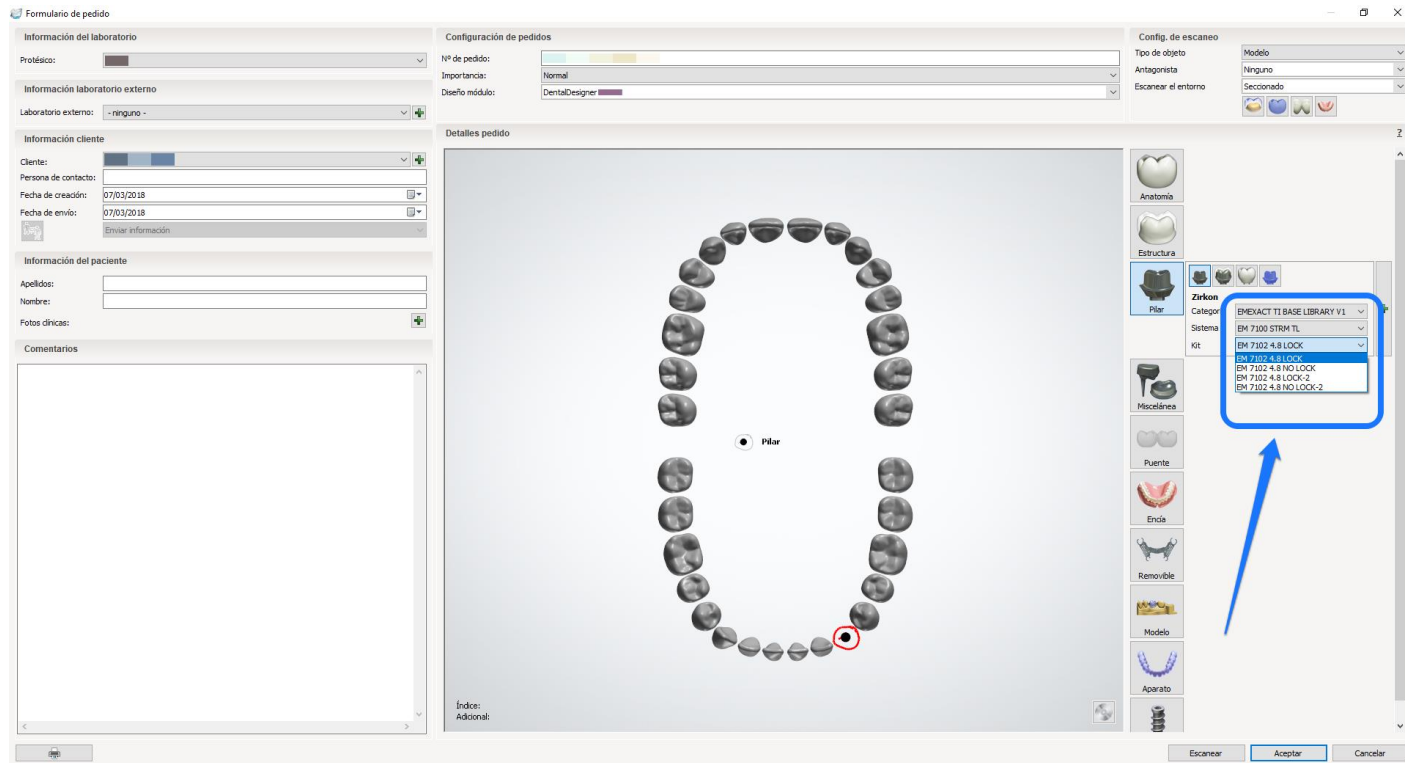 Formulario de pedido
Información del laboratorio
Protésico:
Información laboratorio externo
Laboratorio externo: - ninguno -
Información cliente
Cliente:
Persona de contacto:
Fecha de creación: 07/03/2018
Fecha de envío: 07/03/2018
Enviar información
Información del paciente
Apellidos:
Nombre:
Fotos clínicas:
Comentarios
Configuración de pedidos
Nº de pedido:
Importancia: Normal
Diseño módulo: DentalDesigner
Detalles pedido
?
Pilar
Índice:
Adicional:
Config. de escaneo
Tipo de objeto Modelo
Antagonista Ninguno
Escanear el entorno Seccionado
Anatomía
Estructura
Pilar
Zirkon
Categor EMEXACT TI BASE LIBRARY V1
Sistema EM 7100 STRM TL
Kit EM 7102 4.8 LOCK
EM 7102 4.8 LOCK
EM 7102 4.8 NO LOCK
EM 7102 4.8 LOCK-2
EM 7102 4.8 NO LOCK-2
Miscelánea
Puente
Encía
Removible
Modelo
Aparato
Escanear Aceptar Cancelar